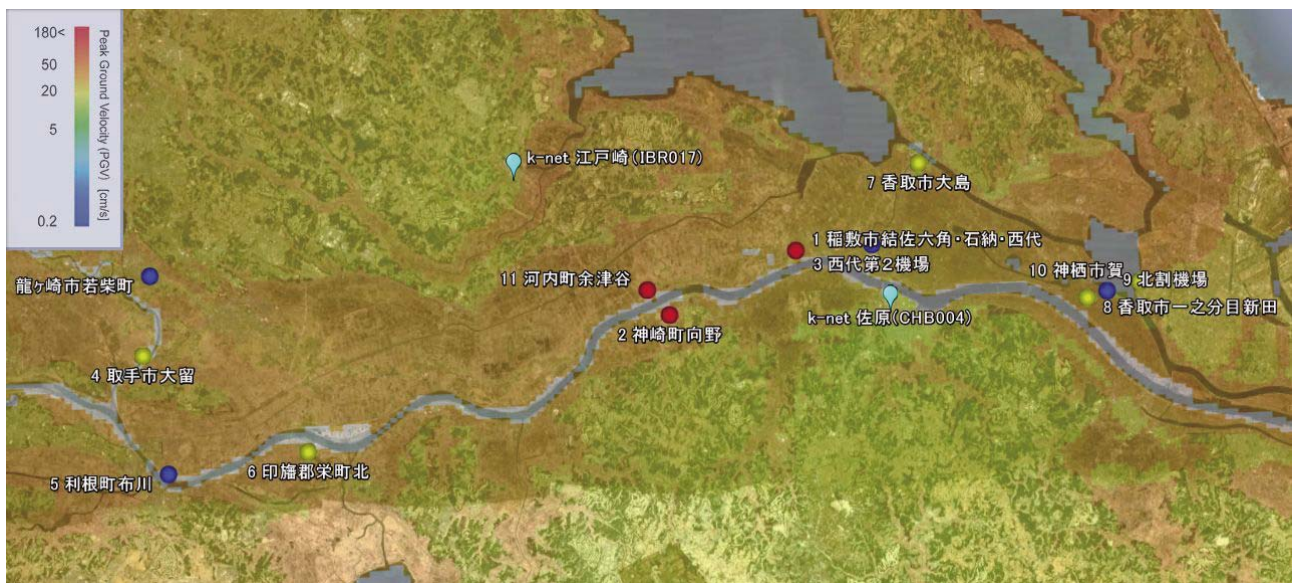 180<
50
20
5
0.2
Peak Ground Velocity (PGV) [cm/s]
k-net 江戸崎(IBR017)
7 香取市大島
1 稲敷市結佐六角・石納・西代
3 西代第2機場
10 神栖市賀
9 北割機場
8 香取市一之分目新田
龍ヶ崎市若柴町
11 河内町余津谷
k-net 佐原(CHB004)
2 神崎町向野
4 取手市大留
6 印旛郡栄町北
5 利根町布川